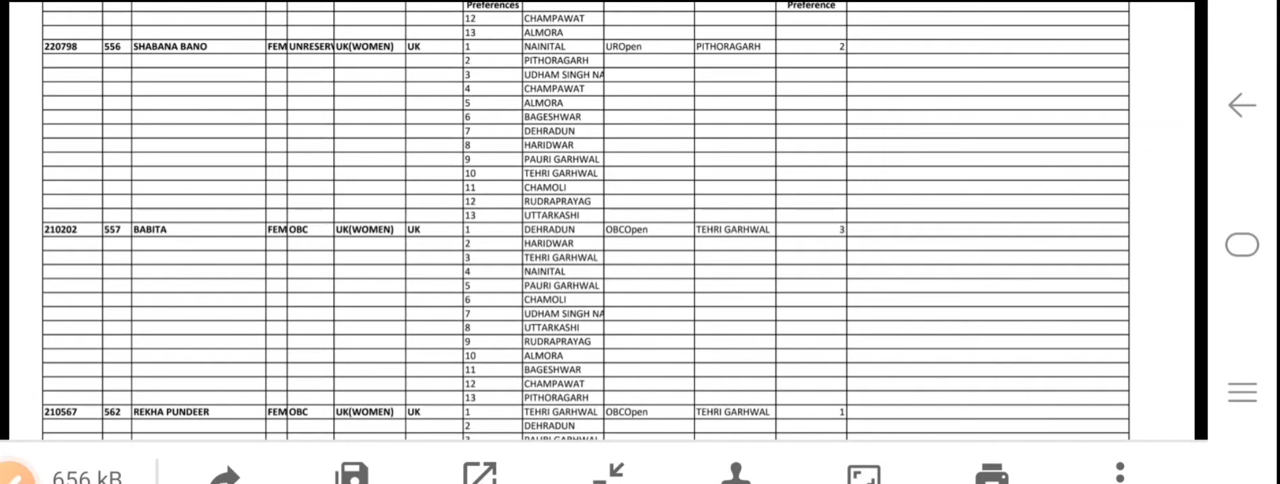 Preferences Preference
12 CHAMPAWAT
13 ALMORA
220798 556 SHABANA BANO FEM UNRESERV UK(WOMEN) UK 1 NAINITAL UROpen PITHORAGARH 2
2 PITHORAGARH
3 UDHAM SINGH NA
4 CHAMPAWAT
5 ALMORA
6 BAGESHWAR
7 DEHRADUN
8 HARIDWAR
9 PAURI GARHWAL
10 TEHRI GARHWAL
11 CHAMOLI
12 RUDRAPRAYAG
13 UTTARKASHI
210202 557 BABITA FEM OBC UK(WOMEN) UK 1 DEHRADUN OBCOpen TEHRI GARHWAL 3
2 HARIDWAR
3 TEHRI GARHWAL
4 NAINITAL
5 PAURI GARHWAL
6 CHAMOLI
7 UDHAM SINGH NA
8 UTTARKASHI
9 RUDRAPRAYAG
10 ALMORA
11 BAGESHWAR
12 CHAMPAWAT
13 PITHORAGARH
210567 562 REKHA PUNDEER FEM OBC UK(WOMEN) UK 1 TEHRI GARHWAL OBCOpen TEHRI GARHWAL 1
2 DEHRADUN
3 PAURI GARHWAL
656 kB